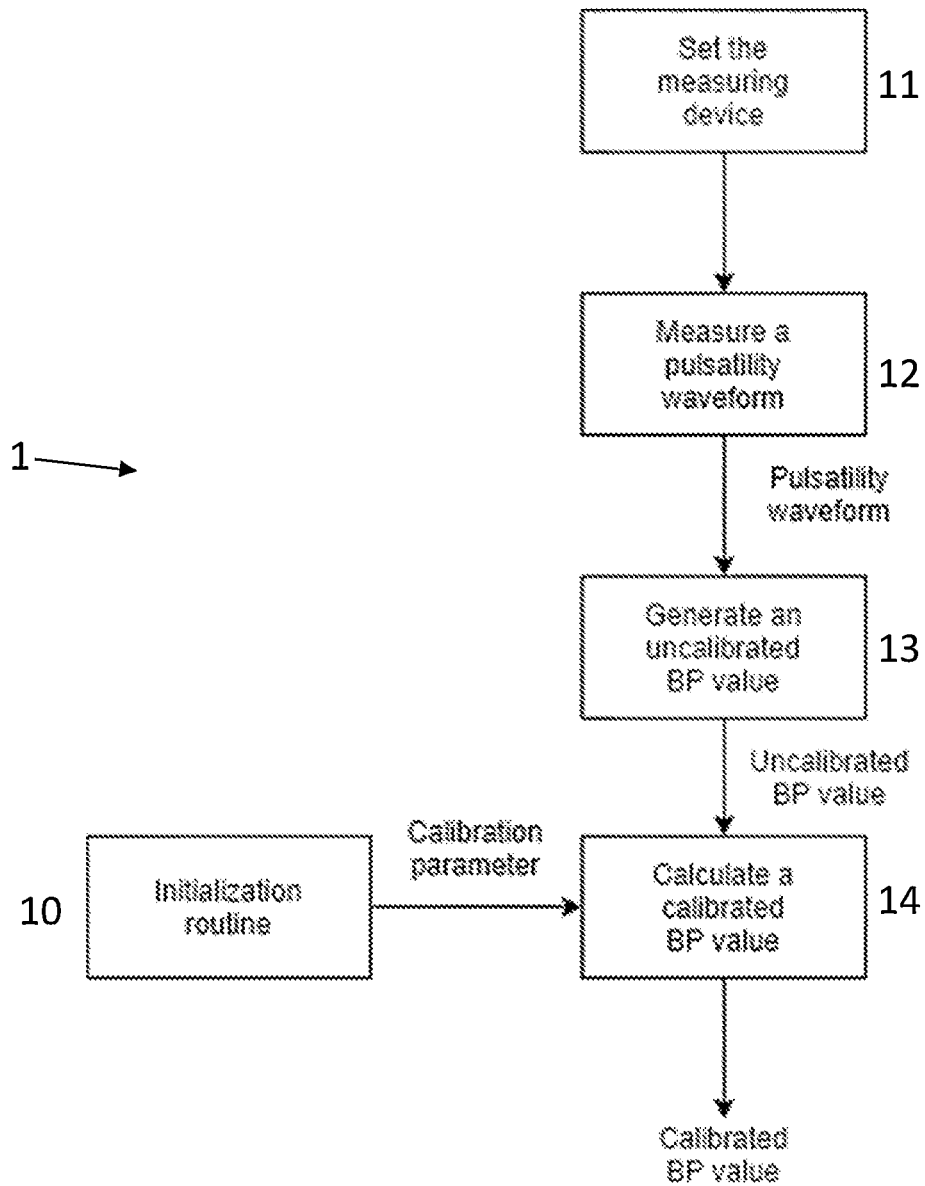 Set the
measuring
device
11
Measure a
pulsatility
waveform
12
1
Pulsatility
waveform
Generate an
uncalibrated
BP value
13
Uncalibrated
BP value
Calibration
parameter
10
Initialization
routine
Calculate a
calibrated
BP value
14
Calibrated
BP value